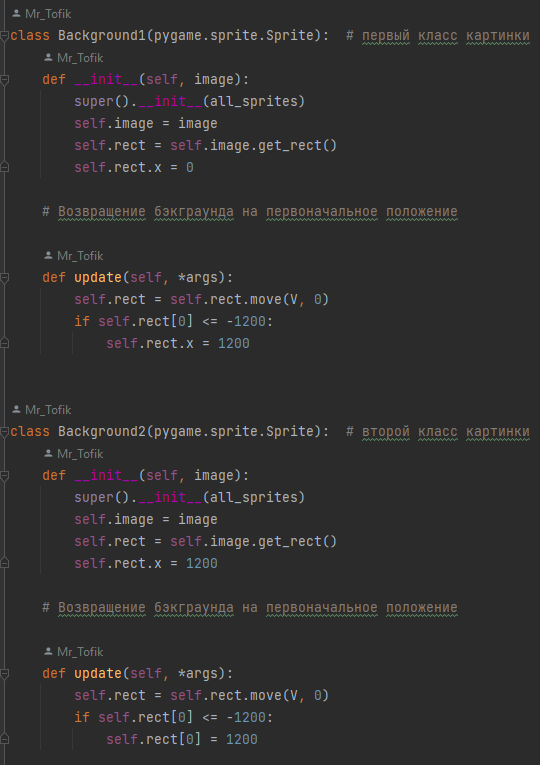 Mr_Tofik
class Background1(pygame.sprite.Sprite):  # первый класс картинки
Mr_Tofik
    def __init__(self, image):
        super().__init__(all_sprites)
        self.image = image
        self.rect = self.image.get_rect()
        self.rect.x = 0
    # Возвращение бэкграунда на первоначальное положение
Mr_Tofik
    def update(self, *args):
        self.rect = self.rect.move(V, 0)
        if self.rect[0] <= -1200:
            self.rect.x = 1200
Mr_Tofik
class Background2(pygame.sprite.Sprite):  # второй класс картинки
Mr_Tofik
    def __init__(self, image):
        super().__init__(all_sprites)
        self.image = image
        self.rect = self.image.get_rect()
        self.rect.x = 1200
    # Возвращение бэкграунда на первоначальное положение
Mr_Tofik
    def update(self, *args):
        self.rect = self.rect.move(V, 0)
        if self.rect[0] <= -1200:
            self.rect[0] = 1200